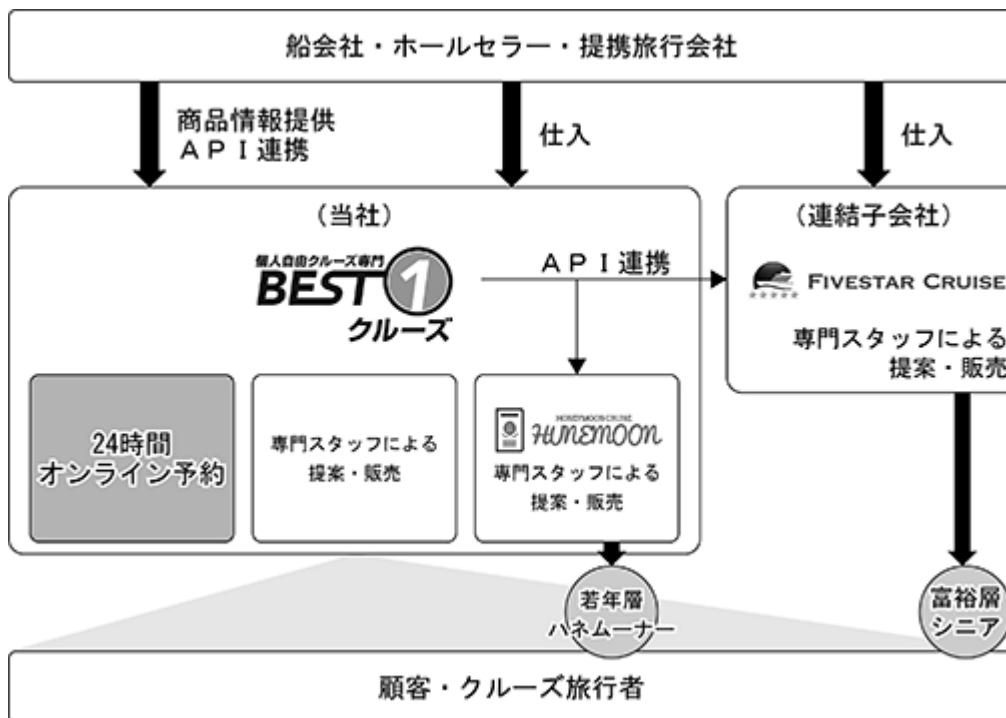 船会社・ホールセラー・提携旅行会社
商品情報提供
ＡＰＩ連携
仕入
仕入
（当社）
個人自由クルーズ専門
BEST1
クルーズ
ＡＰＩ連携
（連結子会社）
FIVESTAR CRUISE
専門スタッフによる
提案・販売
24時間
オンライン予約
専門スタッフによる
提案・販売
HONEYMOON CRUISE
HUNEMOON
専門スタッフによる
提案・販売
若年層
ハネムーナー
富裕層
シニア
顧客・クルーズ旅行者